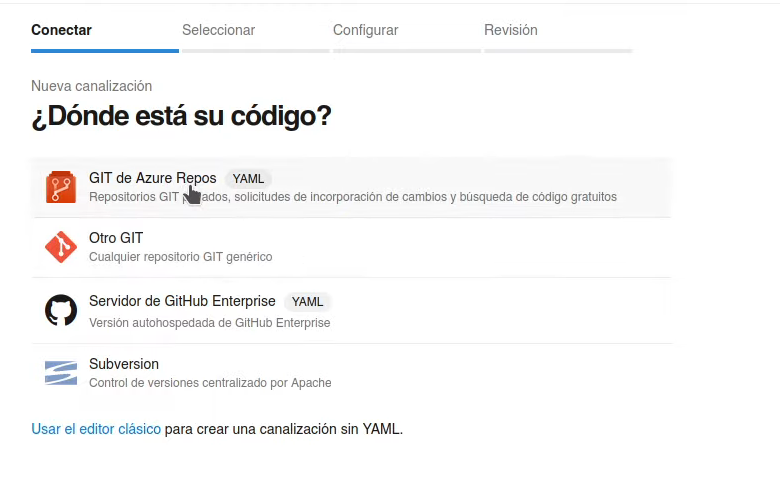 Conectar Seleccionar Configurar Revisión
Nueva canalización
¿Dónde está su código?
GIT de Azure Repos YAML
Repositorios GIT privados, solicitudes de incorporación de cambios y búsqueda de código gratuitos
Otro GIT
Cualquier repositorio GIT genérico
Servidor de GitHub Enterprise YAML
Versión autohospedada de GitHub Enterprise
Subversion
Control de versiones centralizado por Apache
Usar el editor clásico para crear una canalización sin YAML.